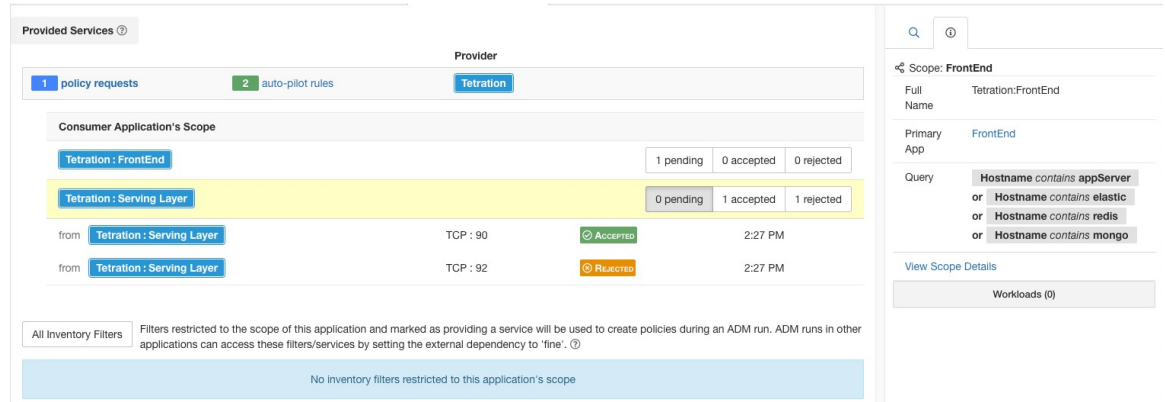 Provided Services
Provider
1 policy requests 2 auto-pilot rules Tetration
Consumer Application's Scope
Tetration : FrontEnd 1 pending 0 accepted 0 rejected
Tetration : Serving Layer 0 pending 1 accepted 1 rejected
from Tetration : Serving Layer TCP : 90 ACCEPTED 2:27 PM
from Tetration : Serving Layer TCP : 92 REJECTED 2:27 PM
All Inventory Filters
Filters restricted to the scope of this application and marked as providing a service will be used to create policies during an ADM run. ADM runs in other
applications can access these filters/services by setting the external dependency to 'fine'.
No inventory filters restricted to this application's scope
Scope: FrontEnd
Full Tetration:FrontEnd
Name
Primary FrontEnd
App
Query Hostname contains appServer
or Hostname contains elastic
or Hostname contains redis
or Hostname contains mongo
View Scope Details
Workloads (0)